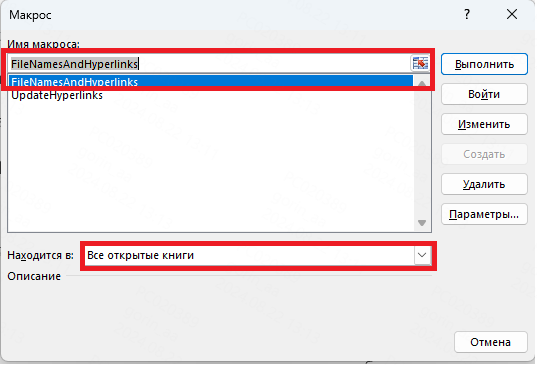 Макрос
Имя макроса:
FileNamesAndHyperlinks
FileNamesAndHyperlinks
UpdateHyperlinks
Выполнить
Войти
Изменить
Создать
Удалить
Параметры...
Находится в:
Все открытые книги
Описание
Отмена